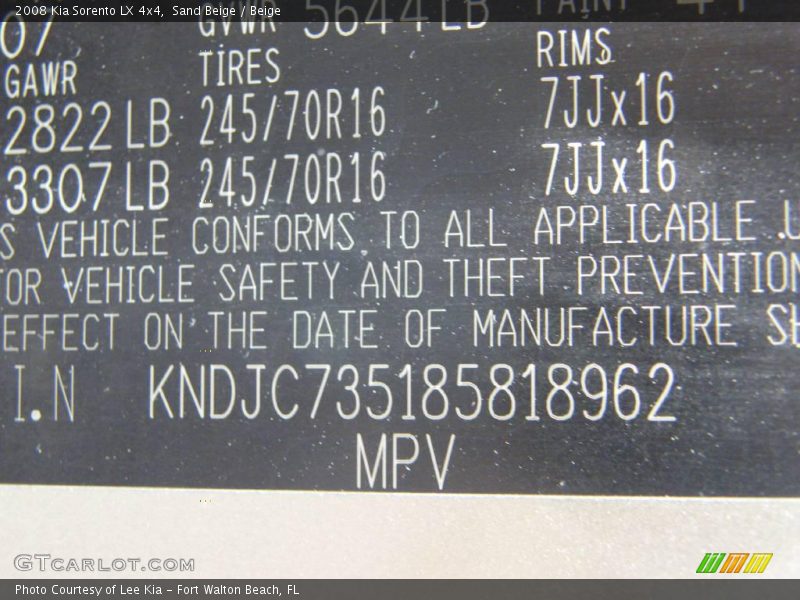 2008 Kia Sorento LX 4x4, Sand Beige / Beige
07 GVWR 5644LB PAINT
GAWR TIRES RIMS
2822 LB 245/70R16 7JJx16
3307 LB 245/70R16 7JJx16
S VEHICLE CONFORMS TO ALL APPLICABLE U
TOR VEHICLE SAFETY AND THEFT PREVENTION
EFFECT ON THE DATE OF MANUFACTURE SH
I.N KNDJC735185818962
MPV
GTCARLOT.COM
Photo Courtesy of Lee Kia - Fort Walton Beach, FL